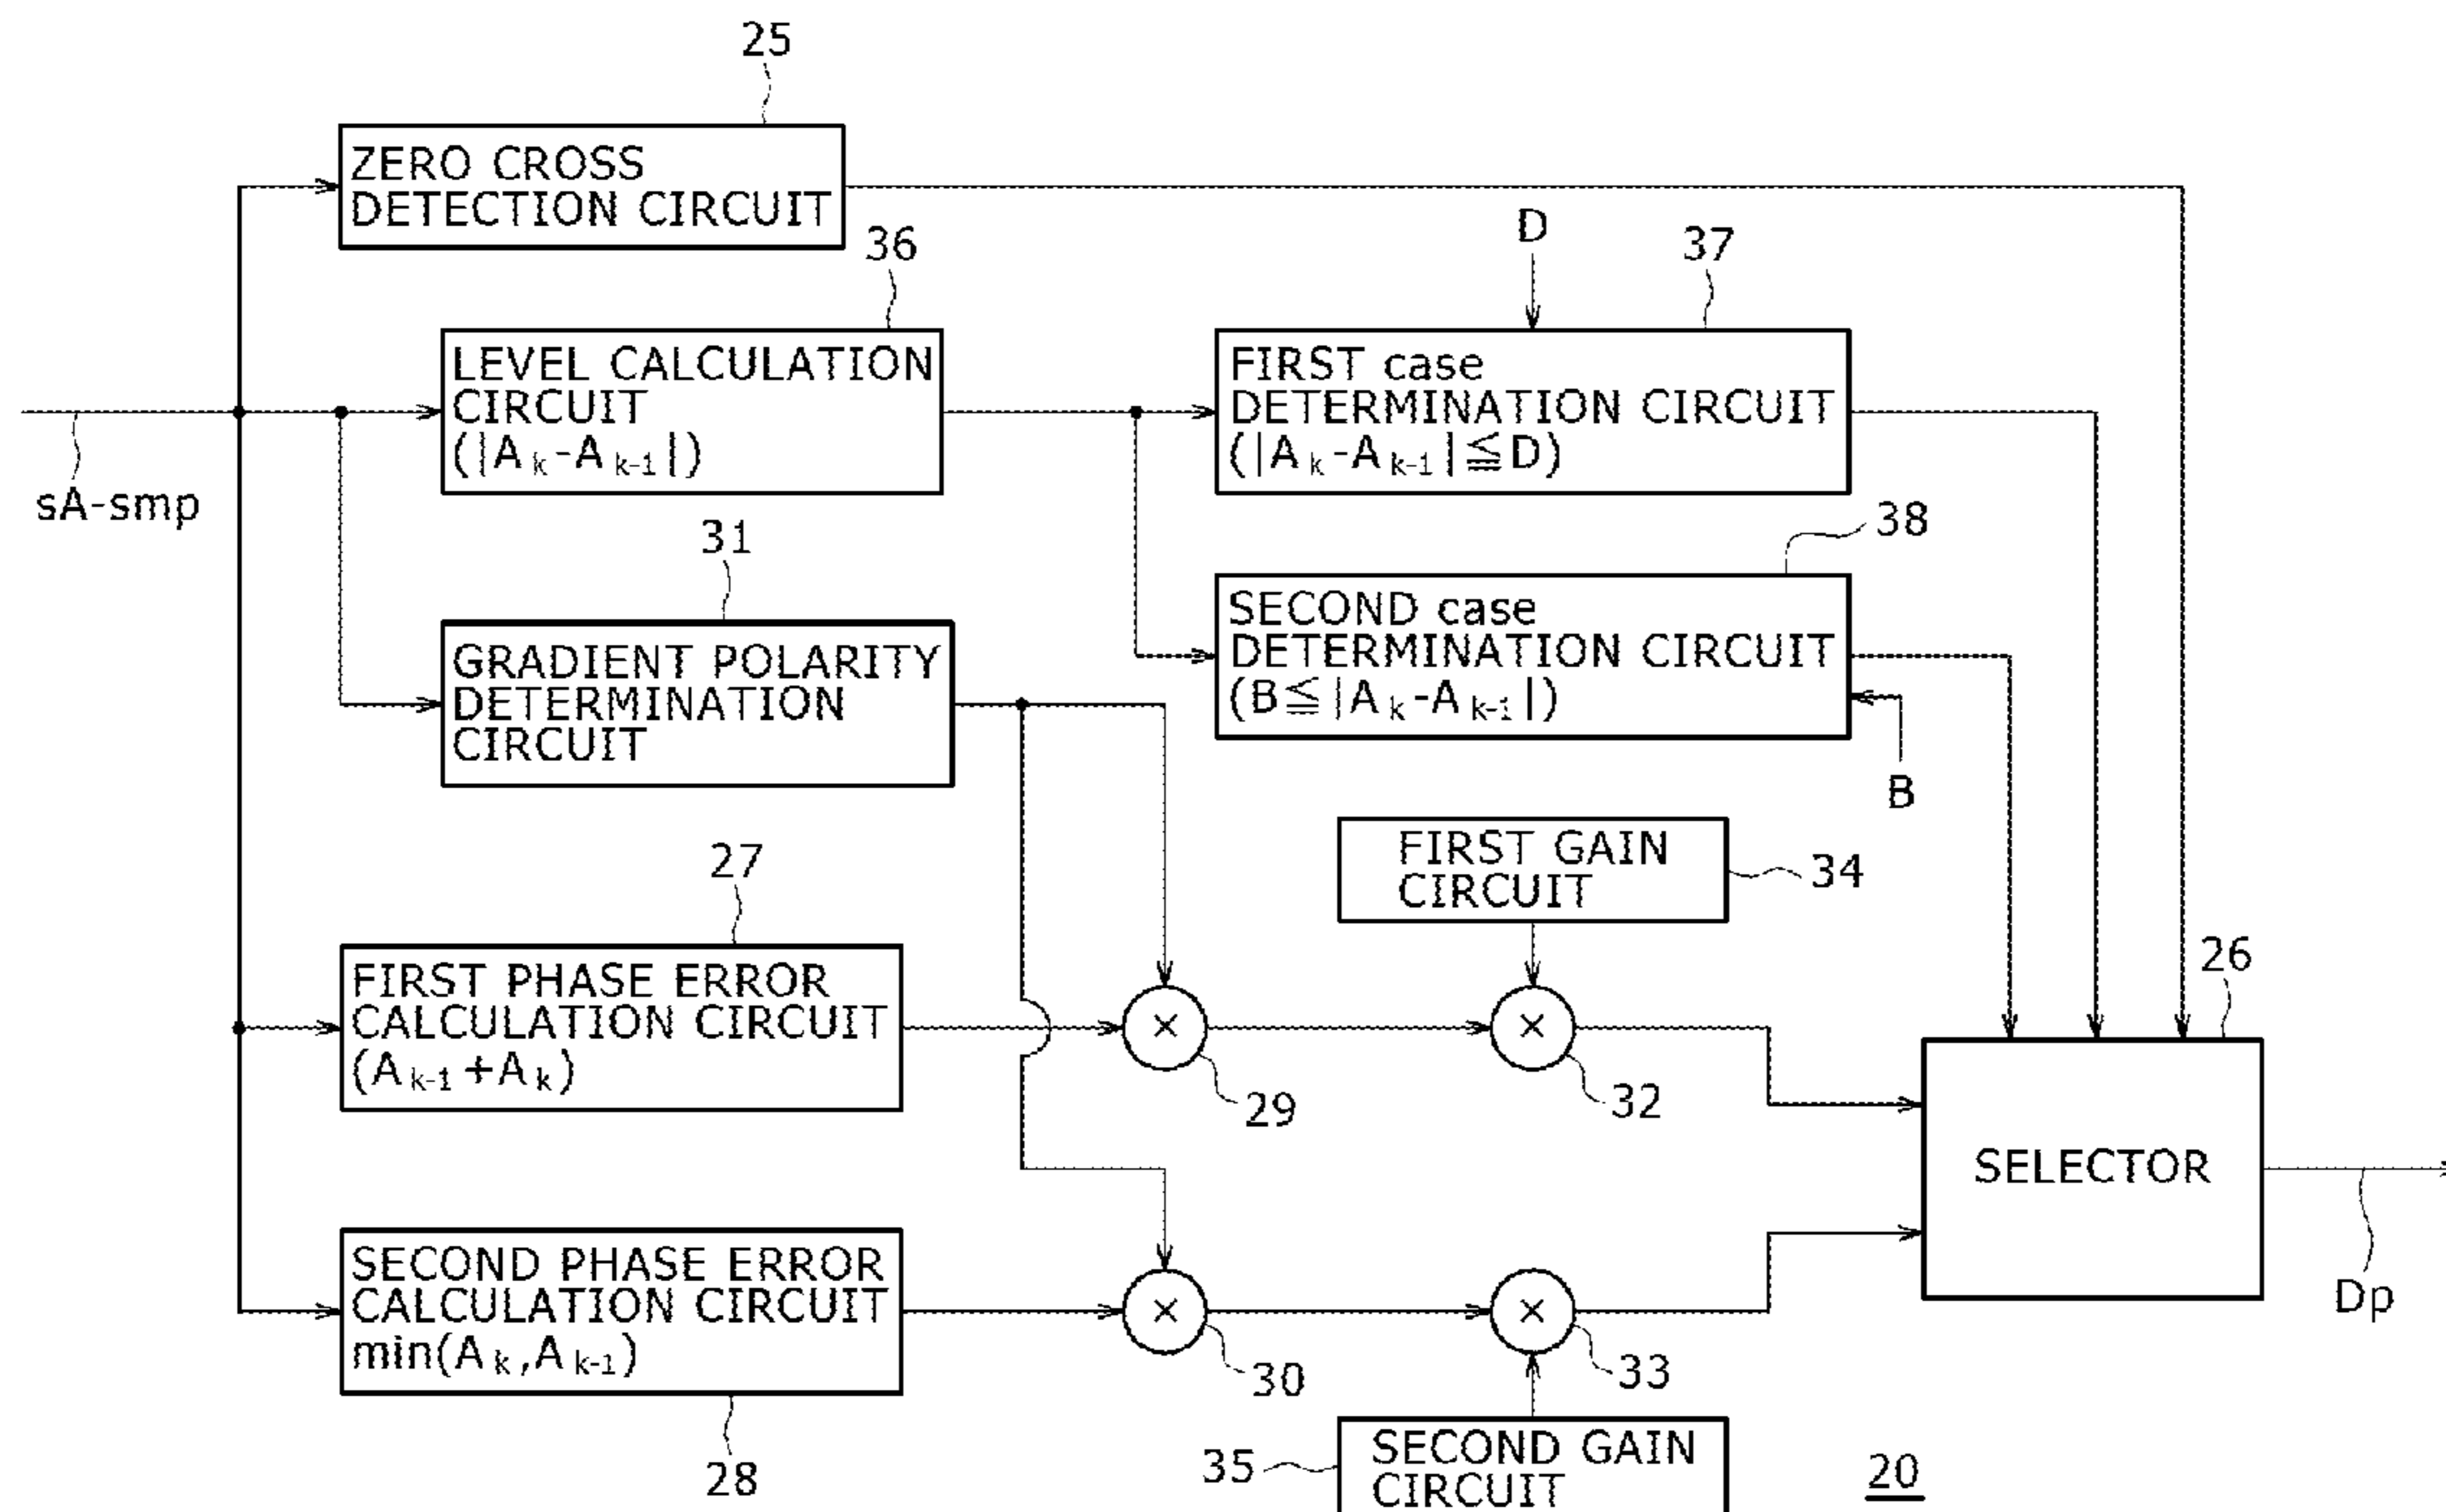 25
ZERO CROSS
DETECTION CIRCUIT
36
D
37
LEVEL CALCULATION
CIRCUIT
(|Ak-Ak-1|)
FIRST case
DETERMINATION CIRCUIT
(|Ak-Ak-1|≦D)
sA-smp
31
38
GRADIENT POLARITY
DETERMINATION
CIRCUIT
SECOND case
DETERMINATION CIRCUIT
(B≦|Ak-Ak-1|)
B
27
FIRST GAIN
CIRCUIT
34
FIRST PHASE ERROR
CALCULATION CIRCUIT
(Ak-1+Ak)
×
29
×
32
26
SELECTOR
Dp
SECOND PHASE ERROR
CALCULATION CIRCUIT
min(Ak,Ak-1)
×
30
×
33
28
35
SECOND GAIN
CIRCUIT
20